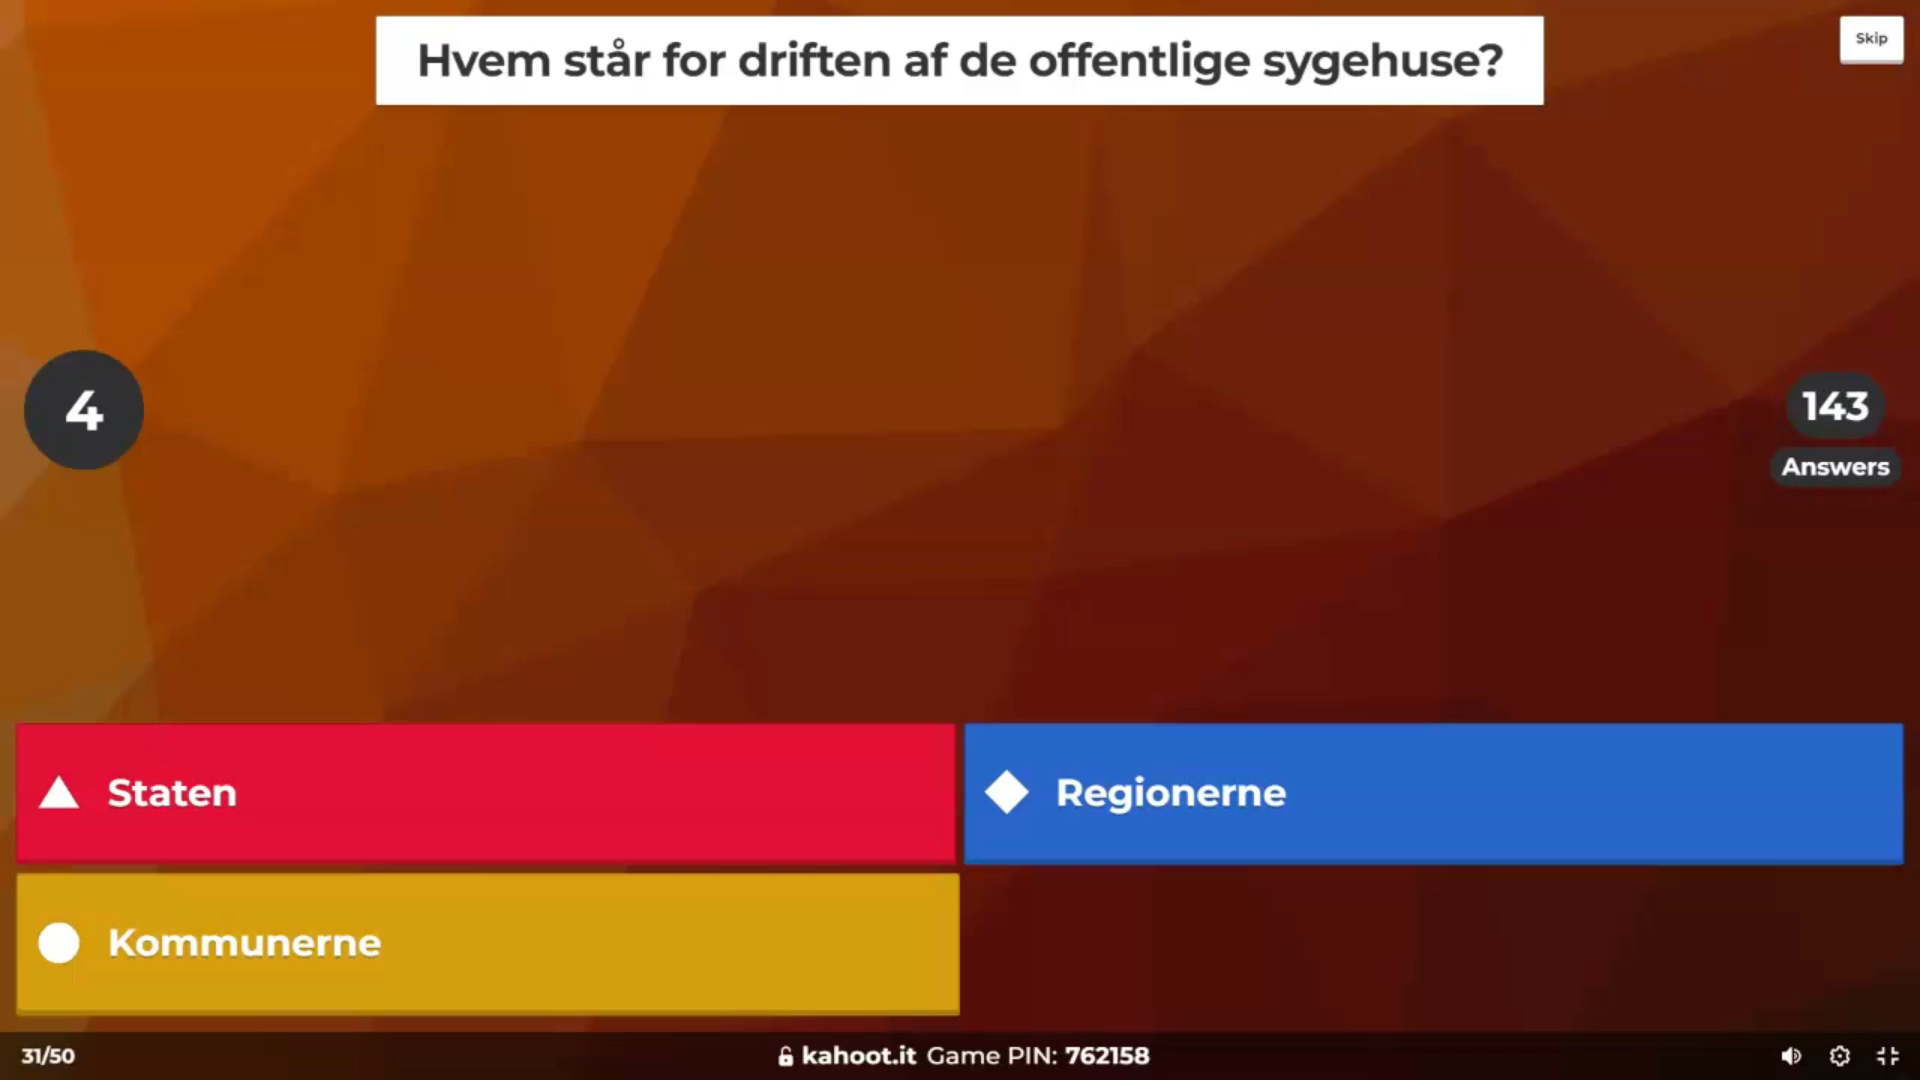 Hvem står for driften af de offentlige sygehuse?
Skip
4
143
Answers
Staten
Regionerne
Kommunerne
31/50
kahoot.it Game PIN: 762158